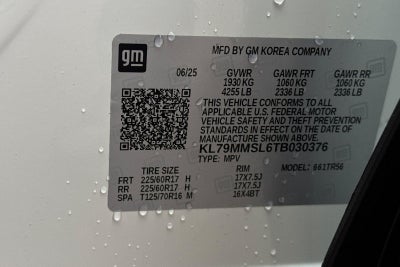 gm
MFD BY GM KOREA COMPANY
06/25 GVWR GAWR FRT GAWR RR
1930 KG 1060 KG 1060 KG
4255 LB 2336 LB 2336 LB
THIS VEHICLE CONFORMS TO ALL
APPLICABLE U.S. FEDERAL MOTOR
VEHICLE SAFETY AND THEFT PREVENTION
STANDARDS IN EFFECT ON THE DATE OF
MANUFACTURE SHOWN ABOVE.
KL79MMSL6TB030376
TYPE: MPV MODEL: 661TR56
TIRE SIZE RIM
FRT 225/60R17 H 17X7.5J
RR 225/60R17 H 17X7.5J
SPA T125/70R16 M 16X4BT